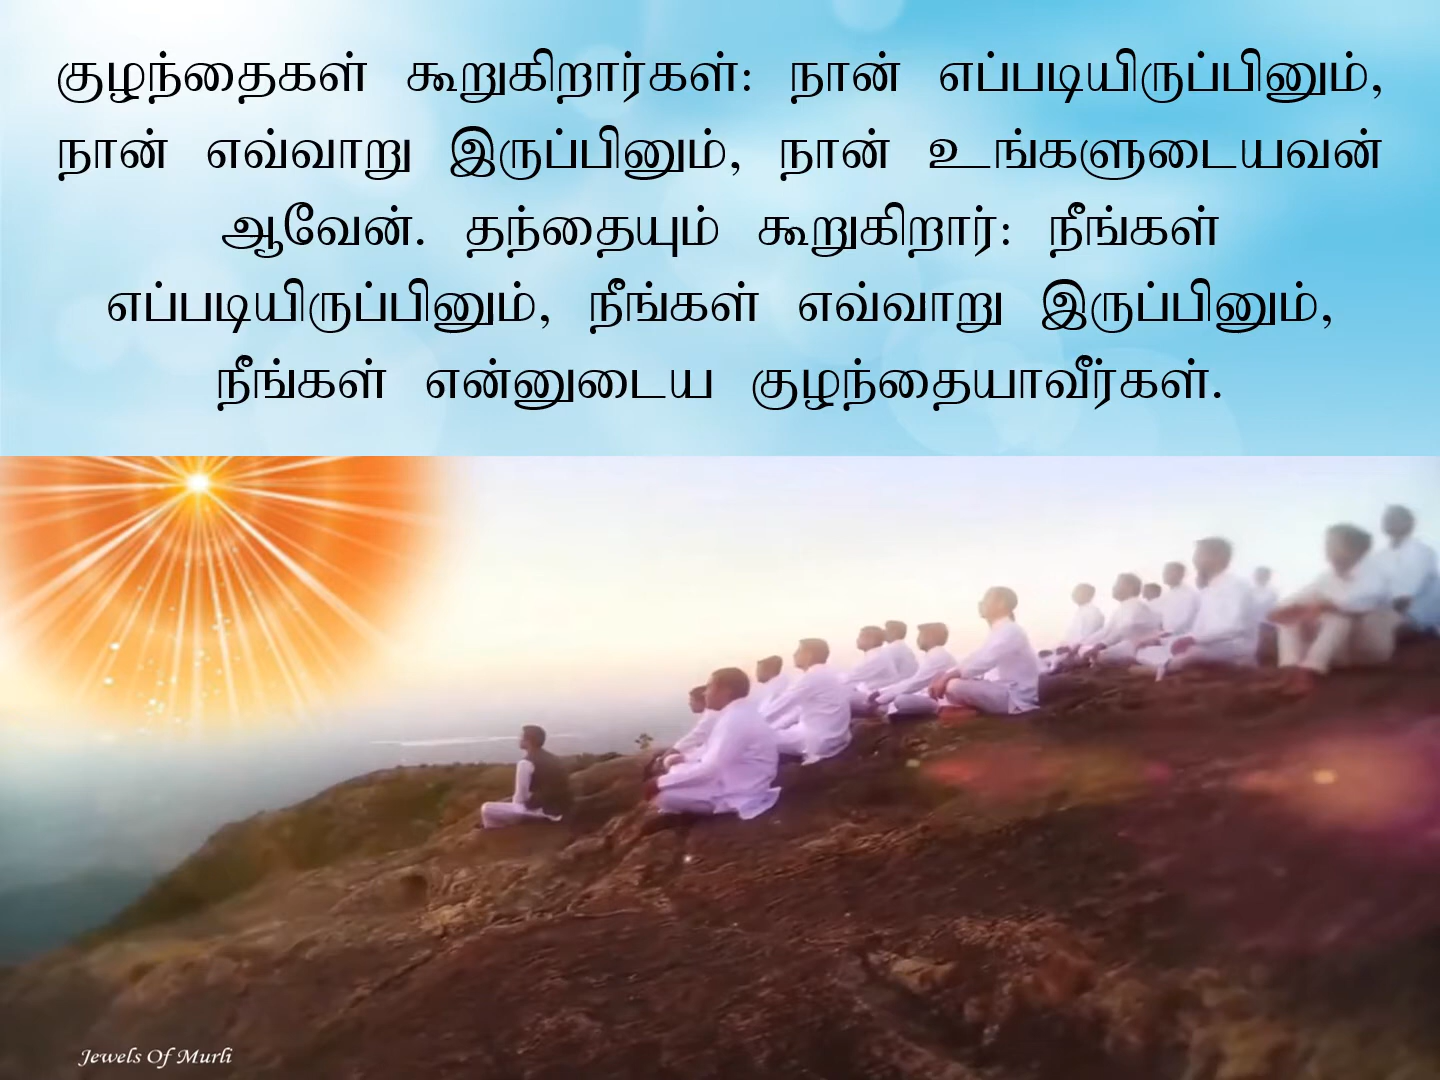 குழந்தைகள் கூறுகிறார்கள்: நான் எப்படியிருப்பினும்,
நான் எவ்வாறு இருப்பினும், நான் உங்களுடையவன்
ஆவேன். தந்தையும் கூறுகிறார்: நீங்கள்
எப்படியிருப்பினும், நீங்கள் எவ்வாறு இருப்பினும்,
நீங்கள் என்னுடைய குழந்தையாவீர்கள்.
Jewels Of Murli